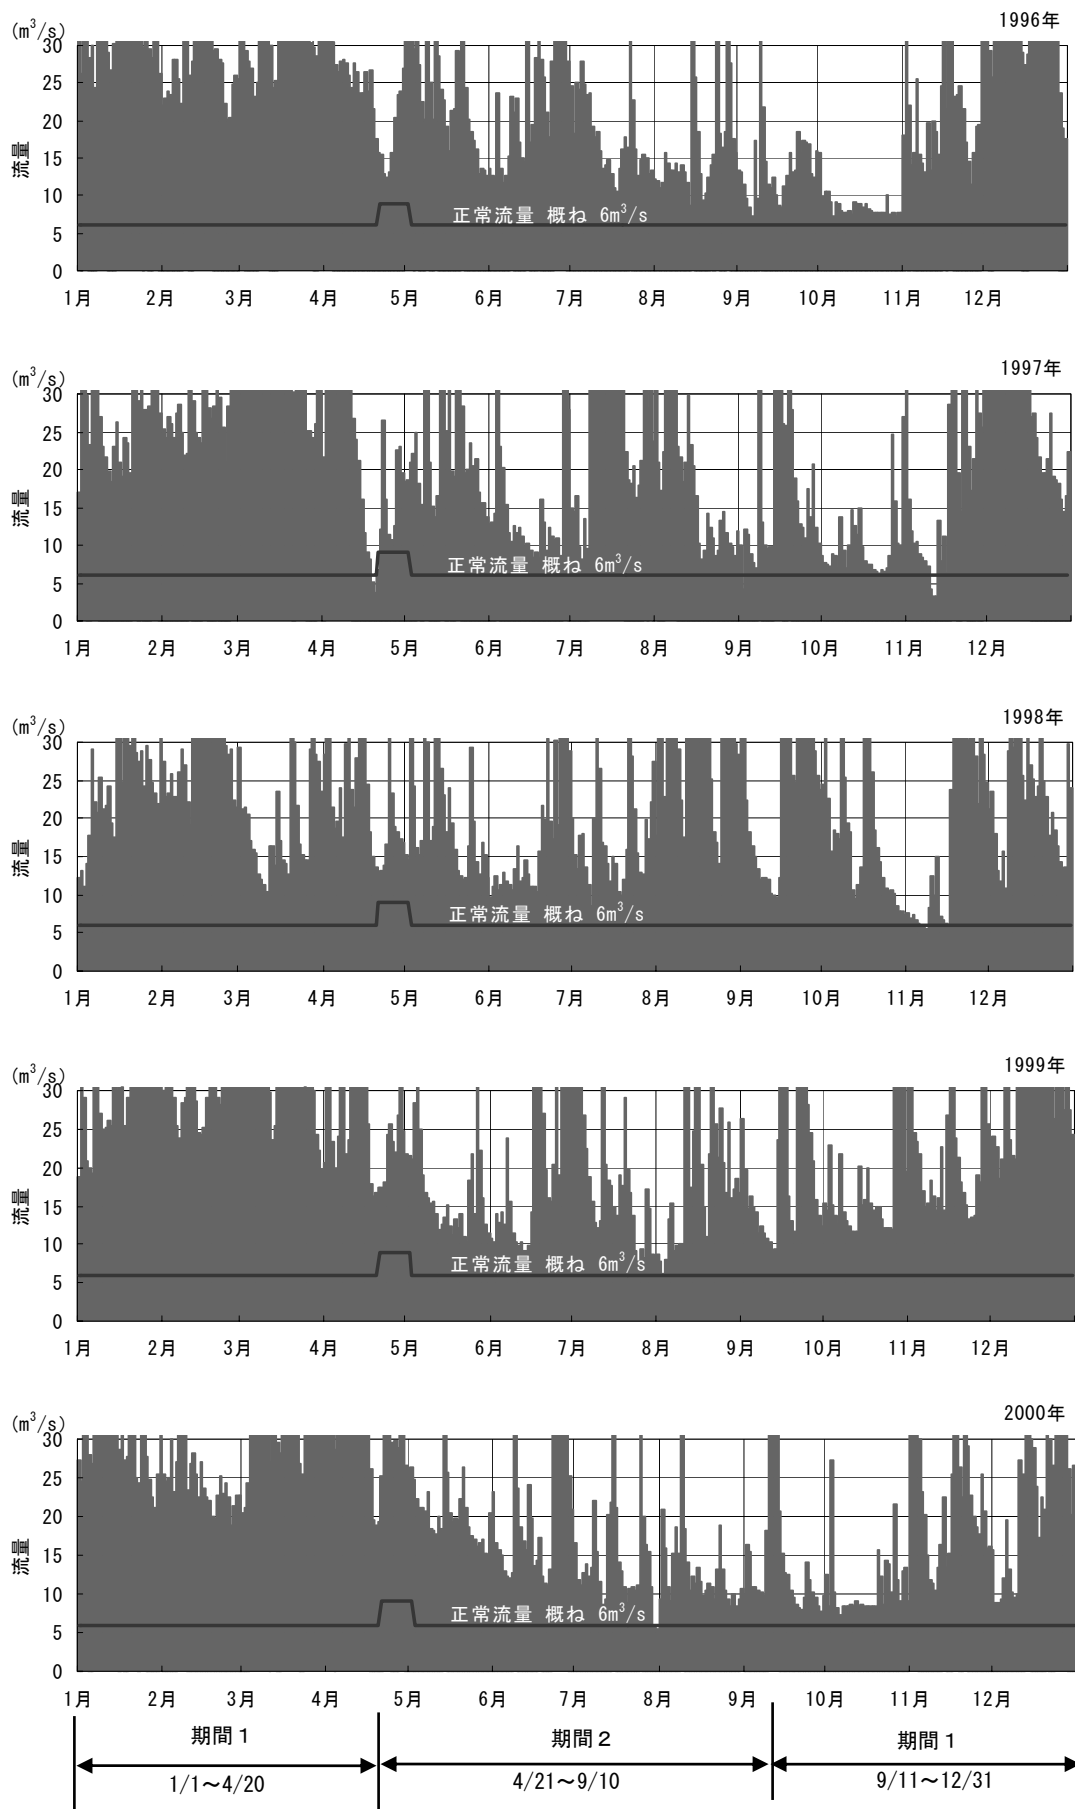 1996年
(m³/s)
30
25
20
15
10
5
0
流量
正常流量 概ね 6m³/s
1月 2月 3月 4月 5月 6月 7月 8月 9月 10月 11月 12月
1997年
(m³/s)
30
25
20
15
10
5
0
流量
正常流量 概ね 6m³/s
1月 2月 3月 4月 5月 6月 7月 8月 9月 10月 11月 12月
1998年
(m³/s)
30
25
20
15
10
5
0
流量
正常流量 概ね 6m³/s
1月 2月 3月 4月 5月 6月 7月 8月 9月 10月 11月 12月
1999年
(m³/s)
30
25
20
15
10
5
0
流量
正常流量 概ね 6m³/s
1月 2月 3月 4月 5月 6月 7月 8月 9月 10月 11月 12月
2000年
(m³/s)
30
25
20
15
10
5
0
流量
正常流量 概ね 6m³/s
1月 2月 3月 4月 5月 6月 7月 8月 9月 10月 11月 12月
期間1 期間2 期間1
1/1～4/20 4/21～9/10 9/11～12/31